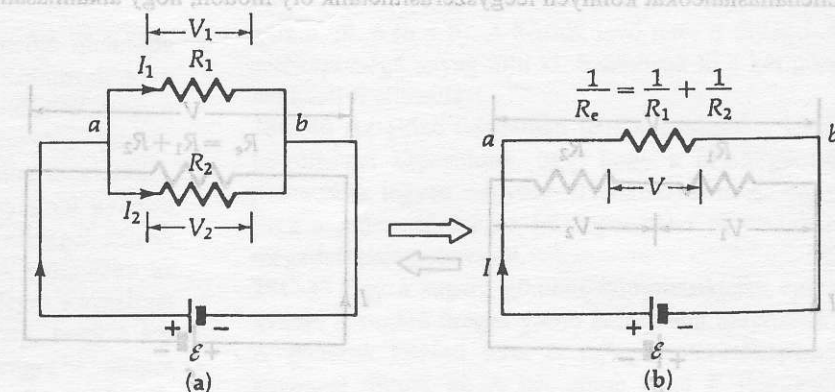 V₁
I₁ R₁
a b
R₂
I₂ V₂
+ −
ℰ
(a)
1/Rₑ = 1/R₁ + 1/R₂
a b
V
I
+ −
ℰ
(b)